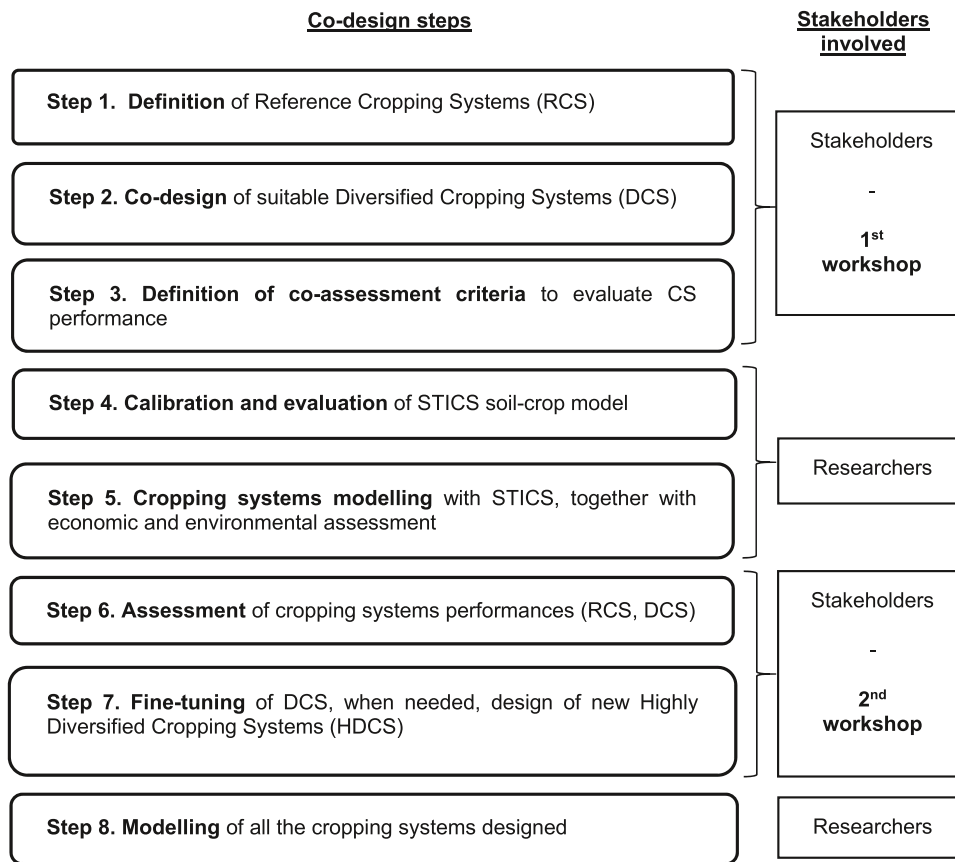 Co-design steps
Stakeholders
involved
Step 1. Definition of Reference Cropping Systems (RCS)
Step 2. Co-design of suitable Diversified Cropping Systems (DCS)
Step 3. Definition of co-assessment criteria to evaluate CS
performance
Stakeholders
-
1st
workshop
Step 4. Calibration and evaluation of STICS soil-crop model
Step 5. Cropping systems modelling with STICS, together with
economic and environmental assessment
Researchers
Step 6. Assessment of cropping systems performances (RCS, DCS)
Step 7. Fine-tuning of DCS, when needed, design of new Highly
Diversified Cropping Systems (HDCS)
Stakeholders
-
2nd
workshop
Step 8. Modelling of all the cropping systems designed
Researchers